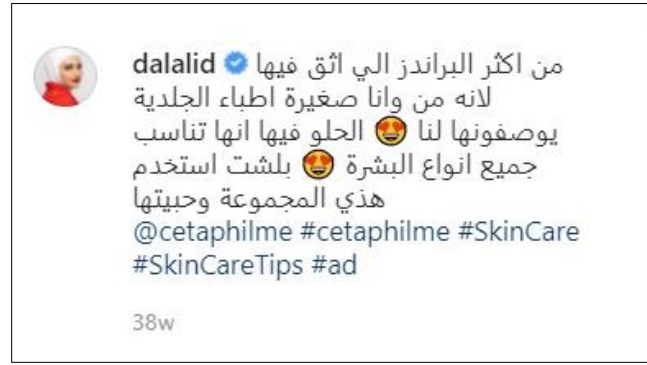 dalalid من اكثر البراندز الي اثق فيها
لانه من وانا صغيرة اطباء الجلدية
يوصفونها لنا 😍 الحلو فيها انها تناسب
جميع انواع البشرة 😍 بلشت استخدم
هذي المجموعة وحبيتها
@cetaphilme #cetaphilme #SkinCare
#SkinCareTips #ad
38w